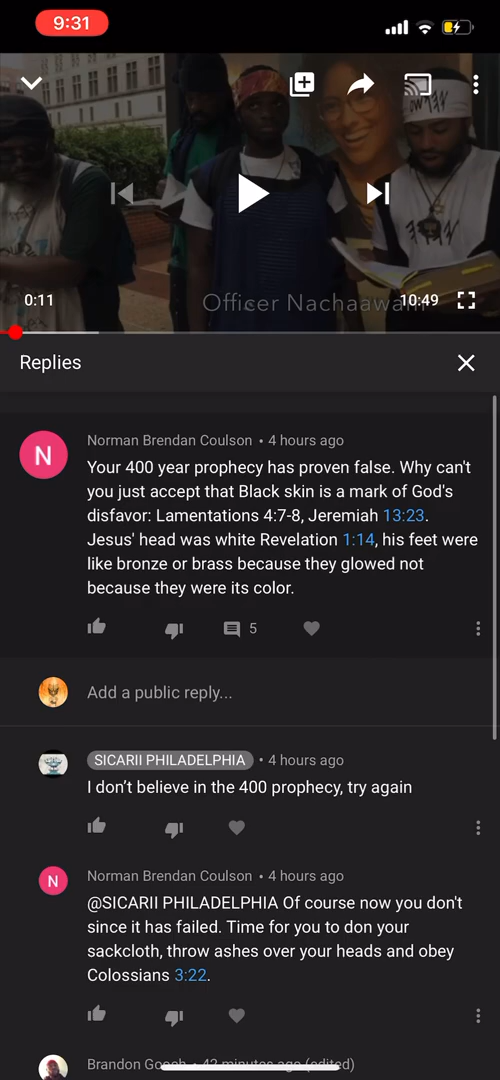 9:31
0:11
Officer Nachaawam
10:49
Replies
N
Norman Brendan Coulson • 4 hours ago
Your 400 year prophecy has proven false. Why can't
you just accept that Black skin is a mark of God's
disfavor: Lamentations 4:7-8, Jeremiah 13:23.
Jesus' head was white Revelation 1:14, his feet were
like bronze or brass because they glowed not
because they were its color.
5
Add a public reply...
SICARII PHILADELPHIA • 4 hours ago
I don’t believe in the 400 prophecy, try again
N
Norman Brendan Coulson • 4 hours ago
@SICARII PHILADELPHIA Of course now you don't
since it has failed. Time for you to don your
sackcloth, throw ashes over your heads and obey
Colossians 3:22.
Brandon Gooch • 42 minutes ago (edited)